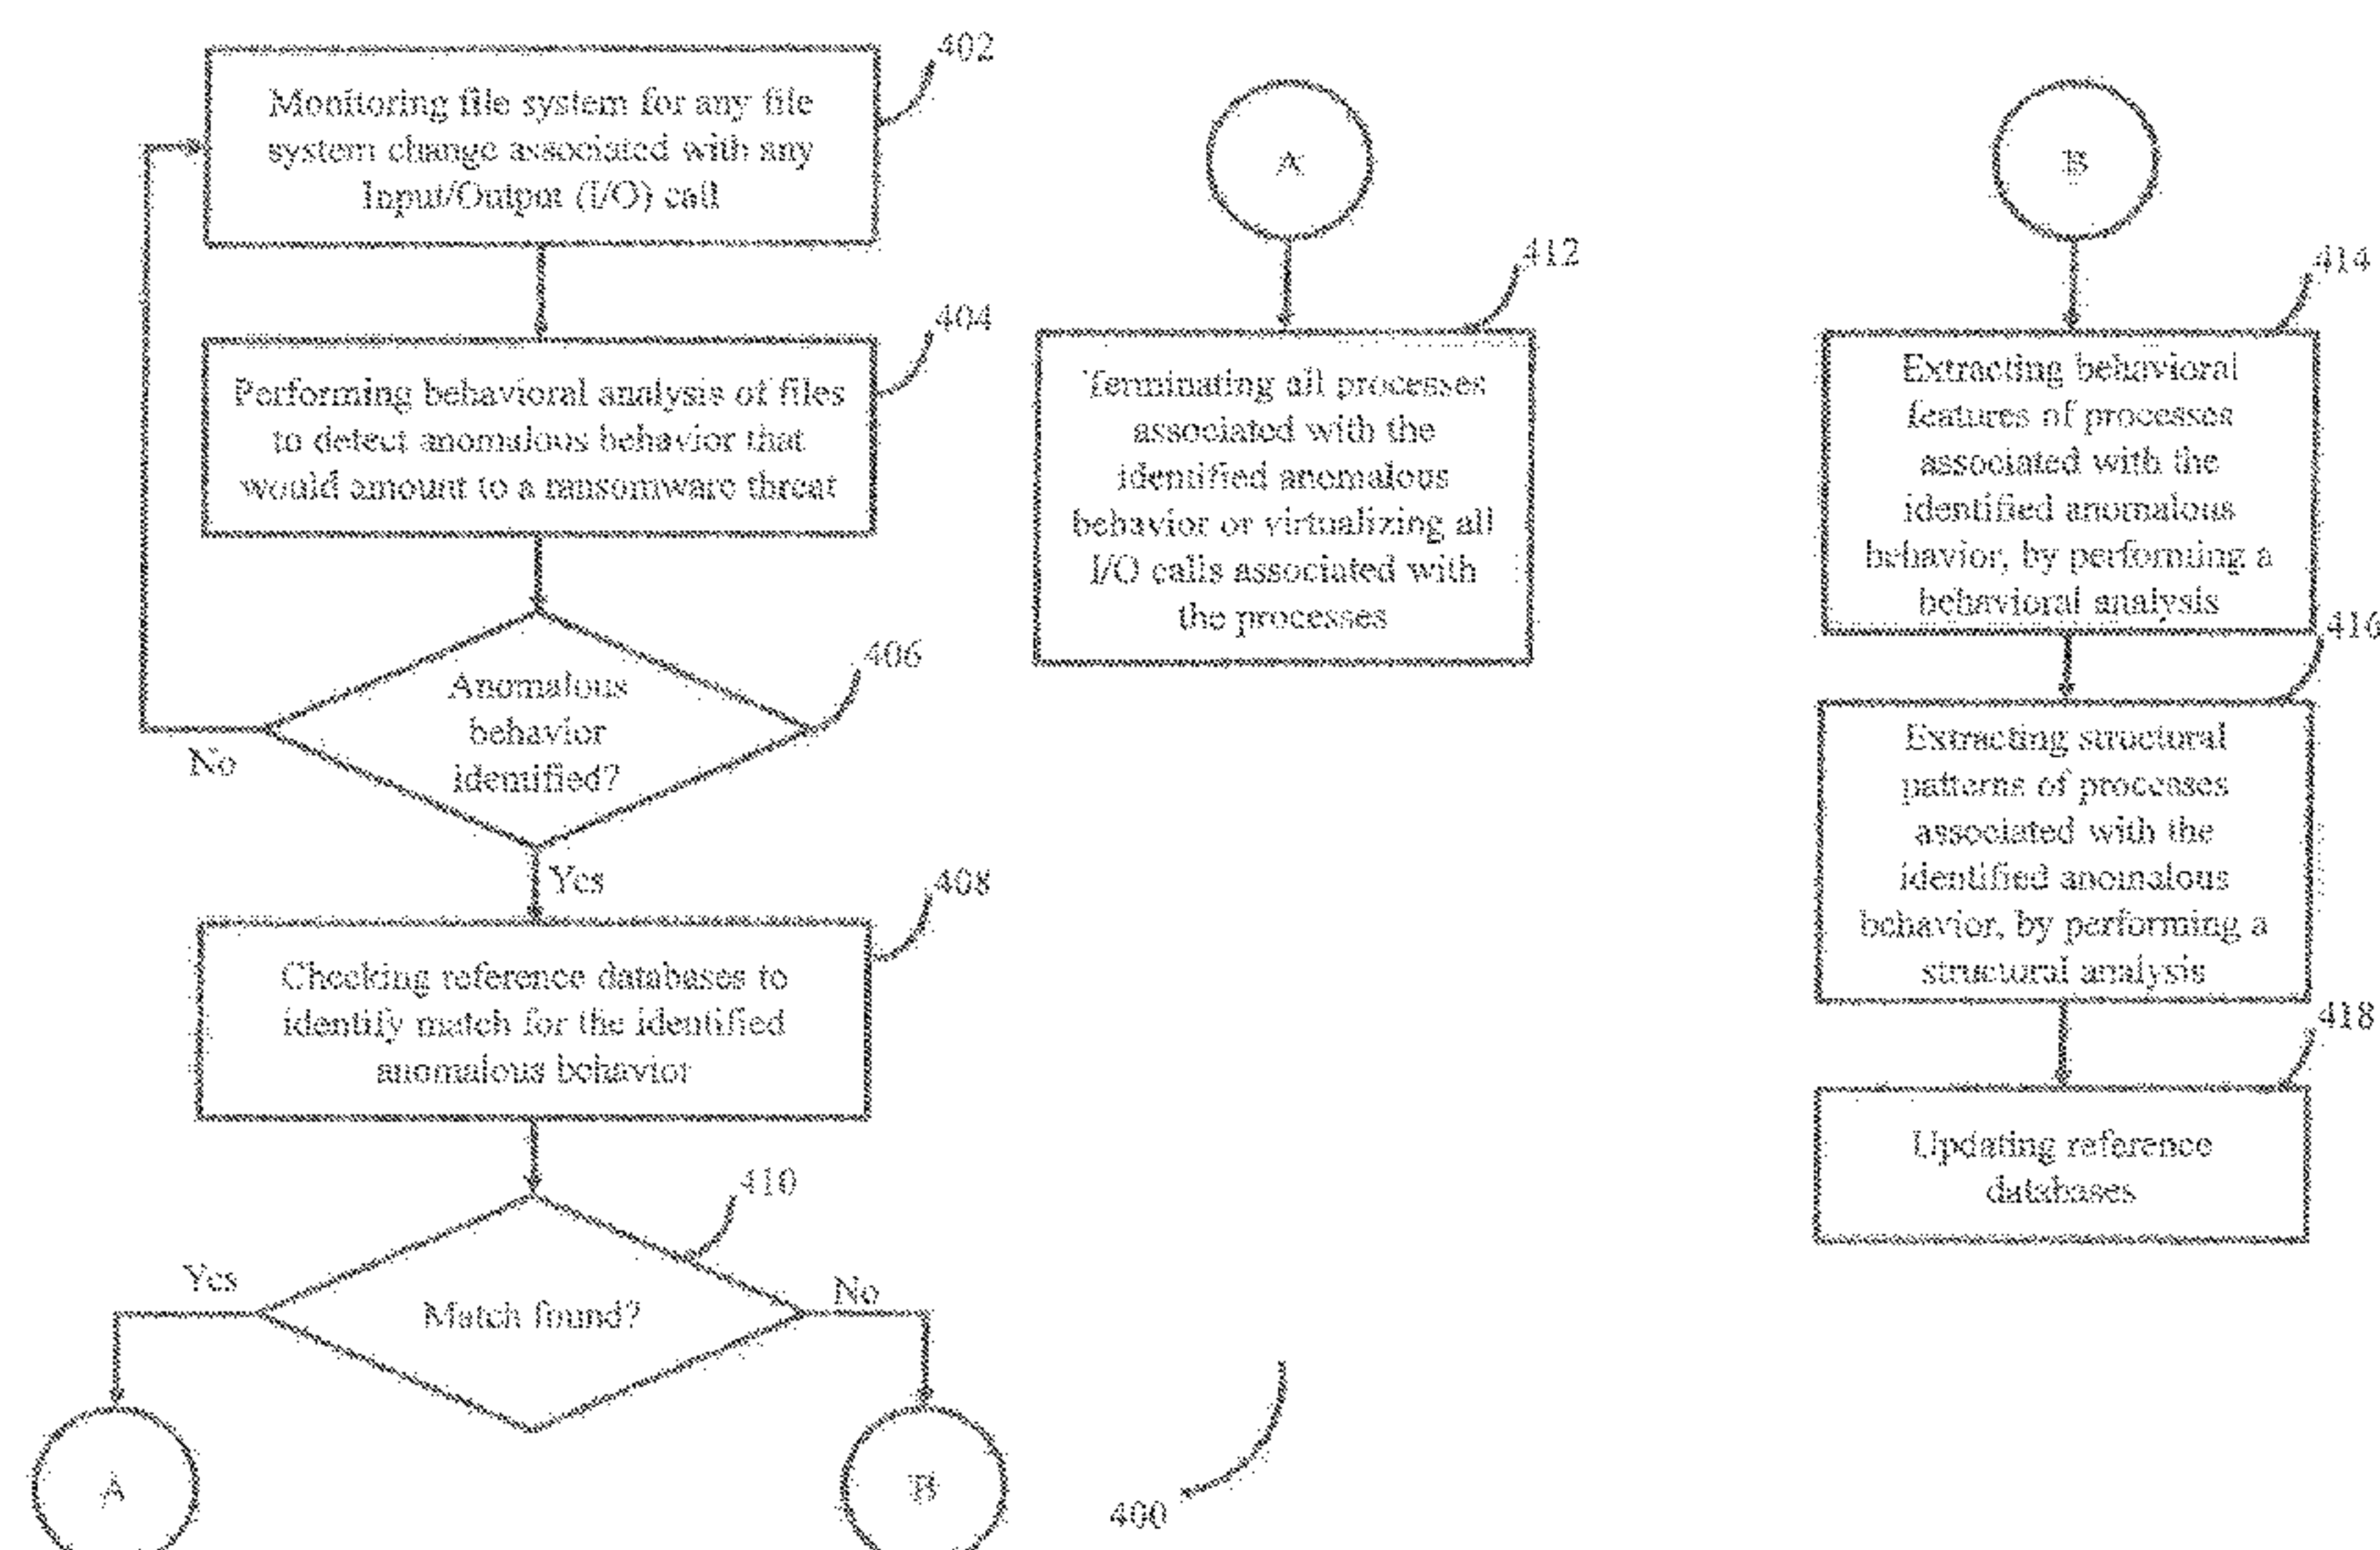 402
Monitoring file system for any file
system change associated with any
Input/Output (I/O) call
404
Performing behavioral analysis of files
to detect anomalous behavior that
would amount to a ransomware threat
406
Anomalous
behavior
identified?
No
Yes
408
Checking reference databases to
identify match for the identified
anomalous behavior
410
Yes
Match found?
No
A
B
400
A
412
Terminating all processes
associated with the
identified anomalous
behavior or virtualizing all
I/O calls associated with
the processes
B
414
Extracting behavioral
features of processes
associated with the
identified anomalous
behavior, by performing a
behavioral analysis
416
Extracting structural
patterns of processes
associated with the
identified anomalous
behavior, by performing a
structural analysis
418
Updating reference
databases